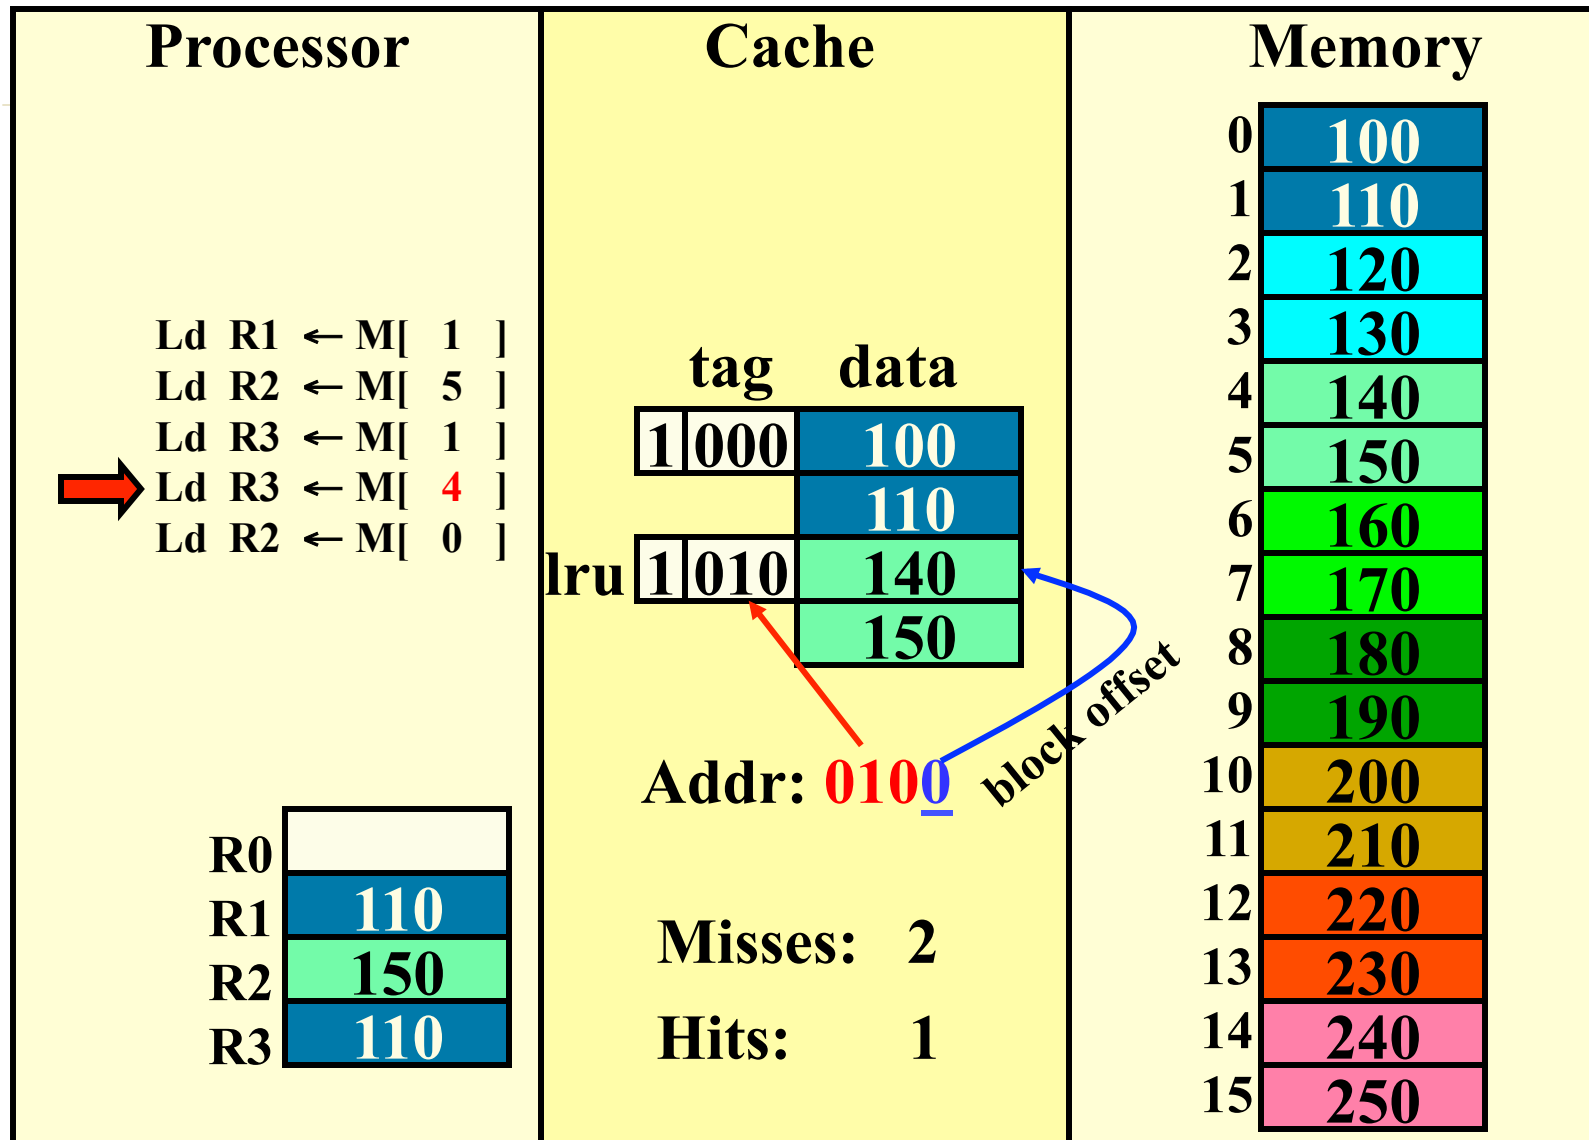 Processor
Ld R1 ← M[ 1 ]
Ld R2 ← M[ 5 ]
Ld R3 ← M[ 1 ]
Ld R3 ← M[ 4 ]
Ld R2 ← M[ 0 ]
R0
R1 110
R2 150
R3 110
Cache
tag data
1 000 100
110
lru 1 010 140
150
block offset
Addr: 0100
Misses: 2
Hits: 1
Memory
0 100
1 110
2 120
3 130
4 140
5 150
6 160
7 170
8 180
9 190
10 200
11 210
12 220
13 230
14 240
15 250